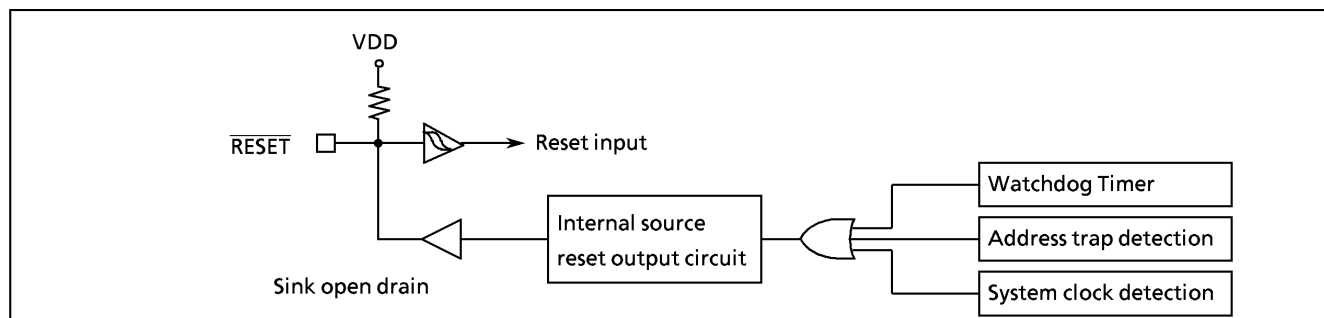 VDD
RESET
Reset input
Watchdog Timer
Internal source
reset output circuit
Address trap detection
Sink open drain
System clock detection